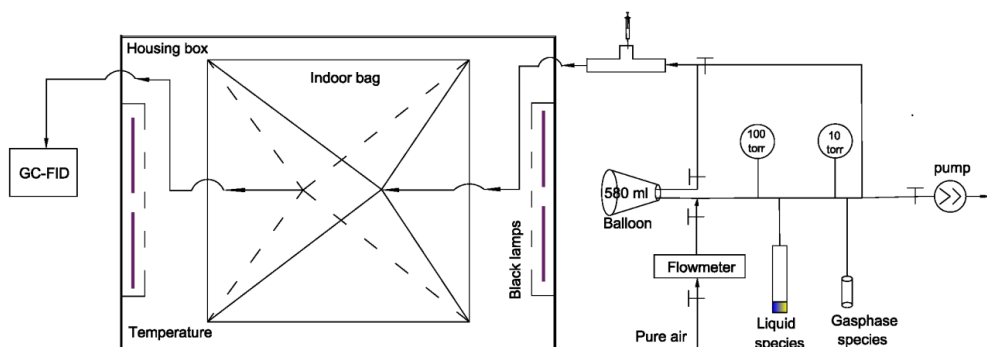 Housing box
Indoor bag
GC-FID
Black lamps
Temperature
100
torr
10
torr
580 ml
Balloon
pump
Flowmeter
Pure air
Liquid
species
Gasphase
species